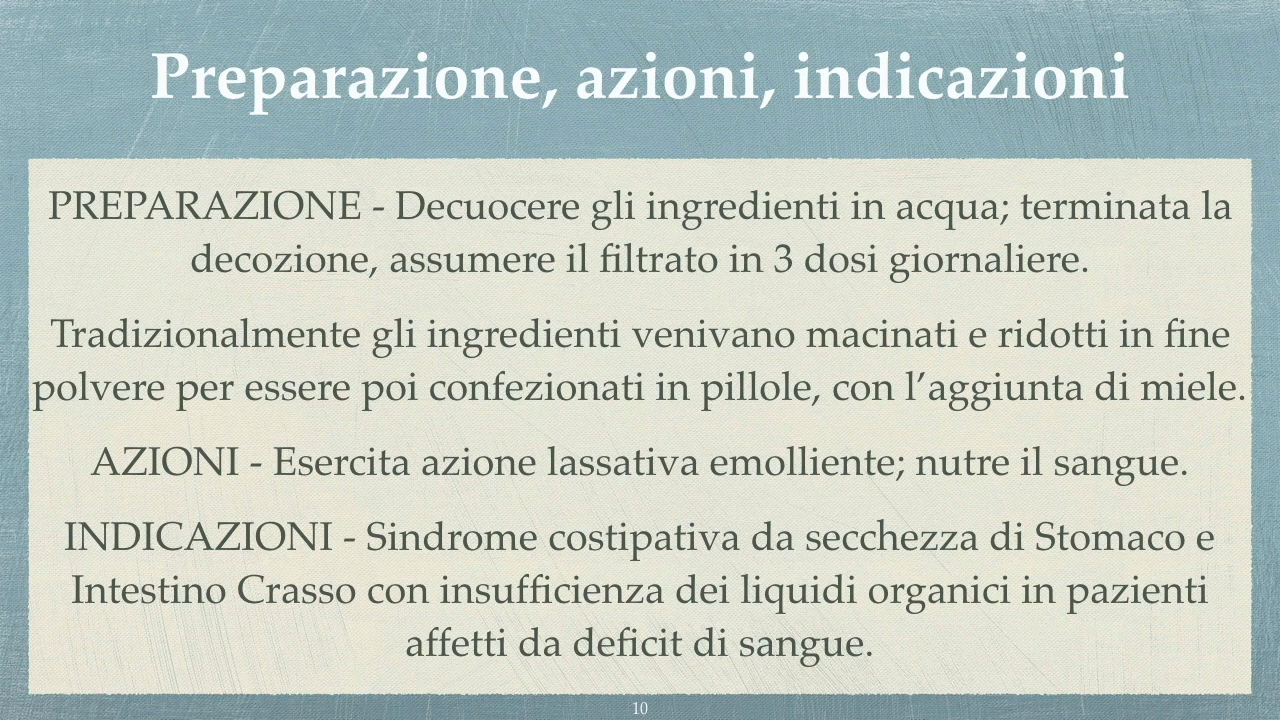 Preparazione, azioni, indicazioni
PREPARAZIONE - Decuocere gli ingredienti in acqua; terminata la
decozione, assumere il filtrato in 3 dosi giornaliere.
Tradizionalmente gli ingredienti venivano macinati e ridotti in fine
polvere per essere poi confezionati in pillole, con l’aggiunta di miele.
AZIONI - Esercita azione lassativa emolliente; nutre il sangue.
INDICAZIONI - Sindrome costipativa da secchezza di Stomaco e
Intestino Crasso con insufficienza dei liquidi organici in pazienti
affetti da deficit di sangue.
10